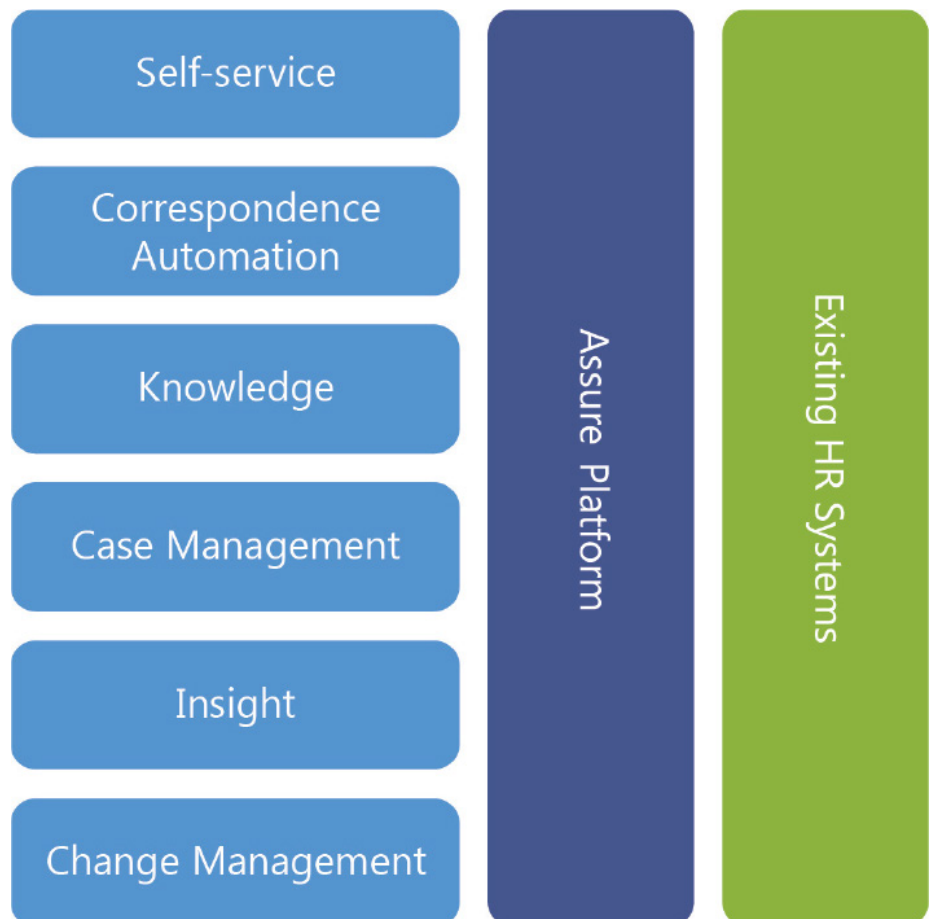 Self-service
Correspondence
Automation
Knowledge
Case Management
Insight
Change Management
Assure Platform
Existing HR Systems